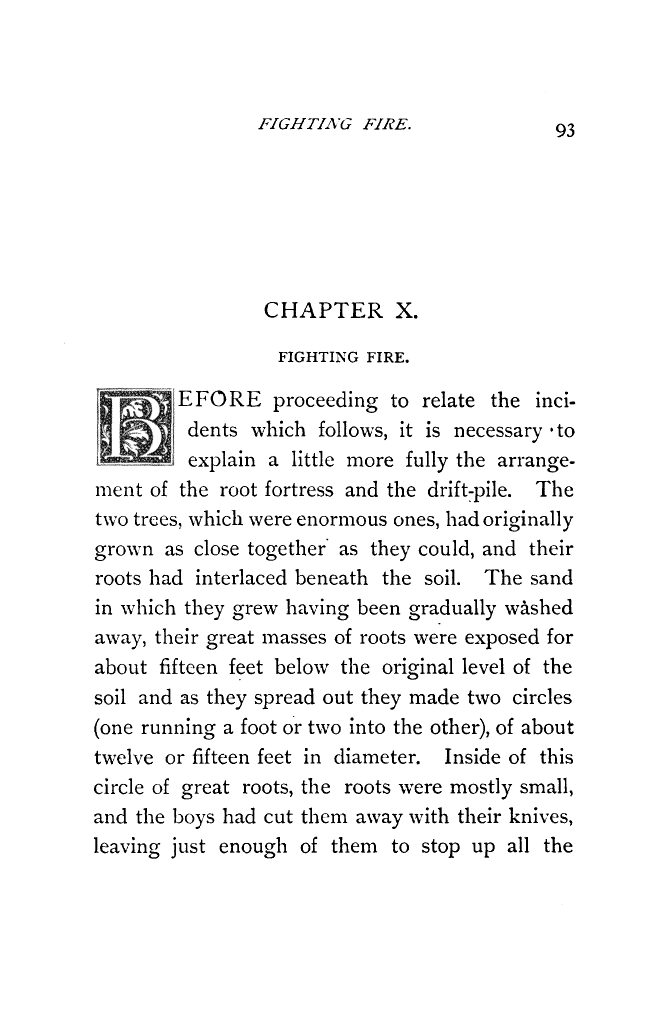 FIGHTING FIRE. 93
CHAPTER X.
FIGHTING FIRE.
BEFORE proceeding to relate the inci-
dents which follows, it is necessary to
explain a little more fully the arrange-
ment of the root fortress and the drift-pile. The
two trees, which were enormous ones, had originally
grown as close together as they could, and their
roots had interlaced beneath the soil. The sand
in which they grew having been gradually washed
away, their great masses of roots were exposed for
about fifteen feet below the original level of the
soil and as they spread out they made two circles
(one running a foot or two into the other), of about
twelve or fifteen feet in diameter. Inside of this
circle of great roots, the roots were mostly small,
and the boys had cut them away with their knives,
leaving just enough of them to stop up all the